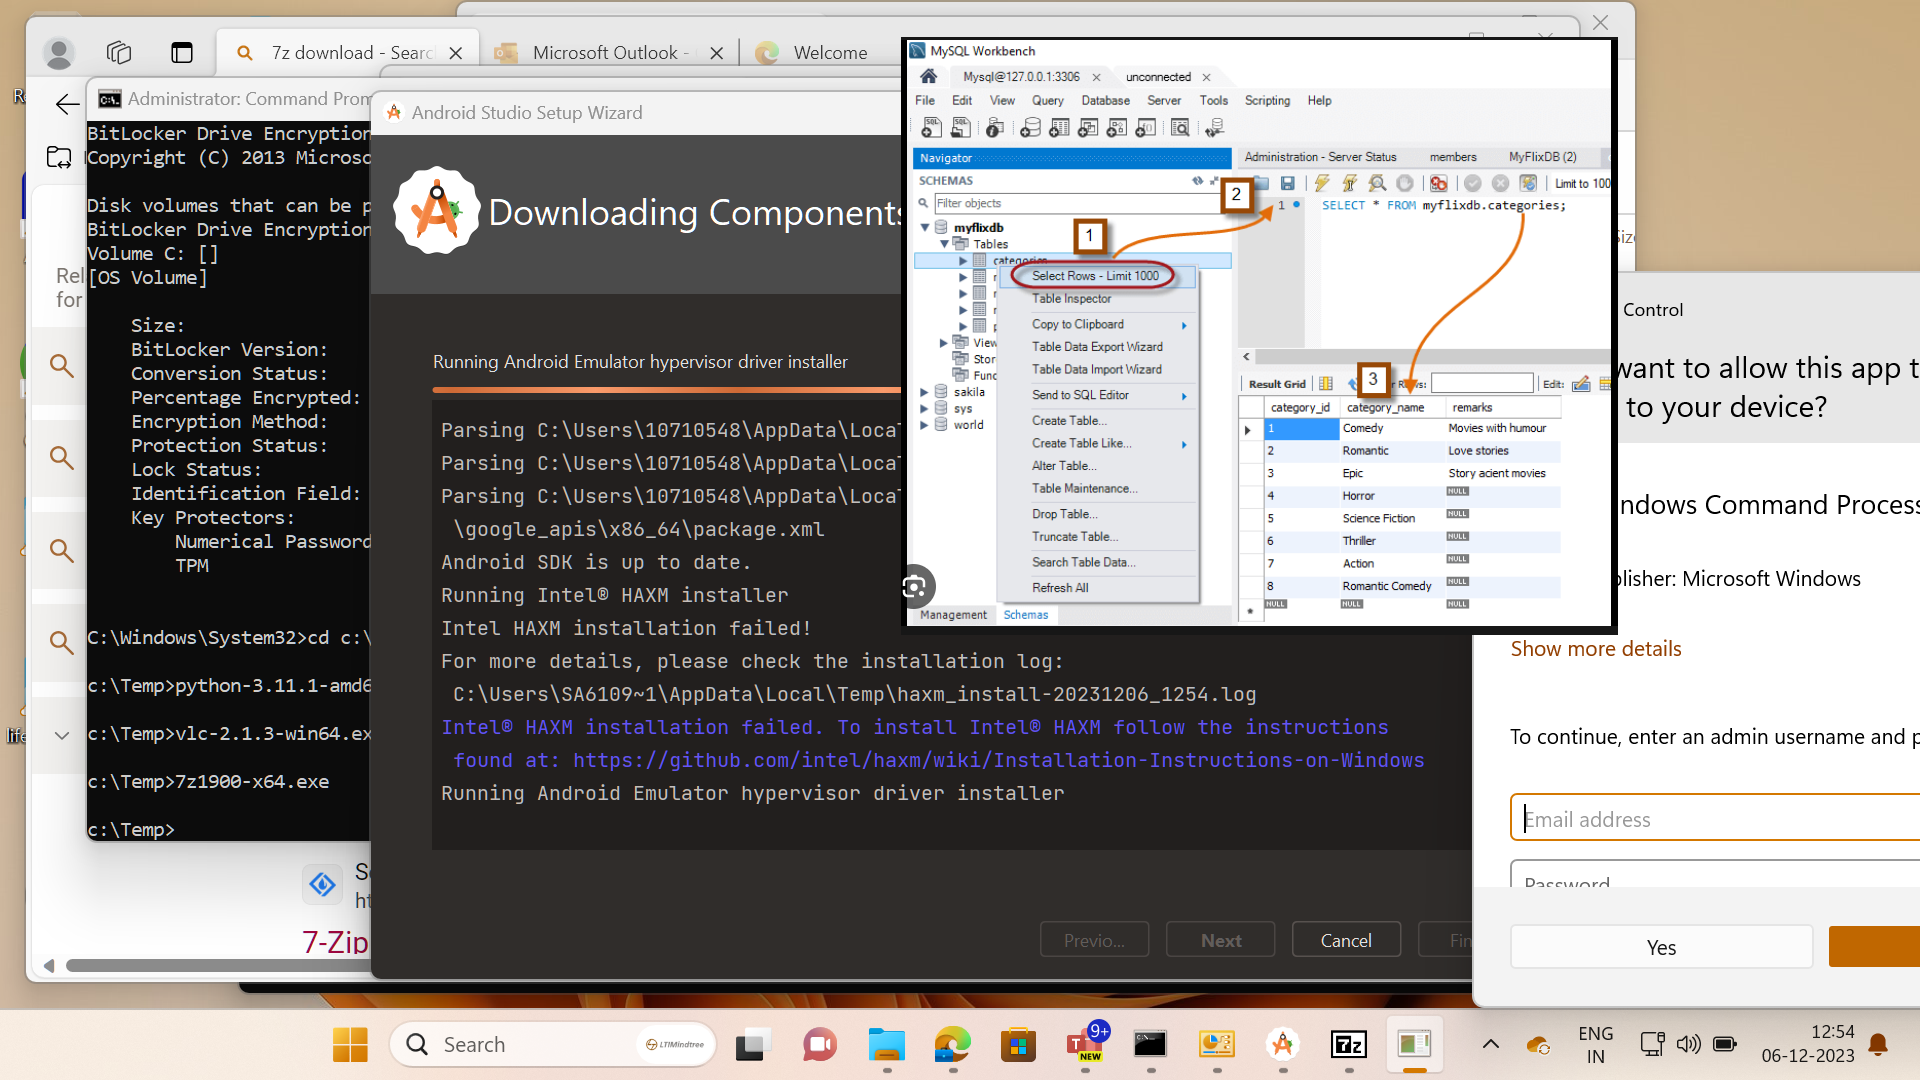 7z download - Searc
Microsoft Outlook -
Welcome
Administrator: Command Prom
BitLocker Drive Encryption
Copyright (C) 2013 Microso
Disk volumes that can be p
BitLocker Drive Encryption
Volume C: []
[OS Volume]
Size:
BitLocker Version:
Conversion Status:
Percentage Encrypted:
Encryption Method:
Protection Status:
Lock Status:
Identification Field:
Key Protectors:
Numerical Password
TPM
C:\Windows\System32>cd c:\
c:\Temp>python-3.11.1-amd6
c:\Temp>vlc-2.1.3-win64.ex
c:\Temp>7z1900-x64.exe
c:\Temp>
Rel
for
life
7-Zip
Android Studio Setup Wizard
Downloading Components
Running Android Emulator hypervisor driver installer
Parsing C:\Users\10710548\AppData\Local
Parsing C:\Users\10710548\AppData\Local
Parsing C:\Users\10710548\AppData\Local
\google_apis\x86_64\package.xml
Android SDK is up to date.
Running Intel® HAXM installer
Intel HAXM installation failed!
For more details, please check the installation log:
C:\Users\SA6109~1\AppData\Local\Temp\haxm_install-20231206_1254.log
Intel® HAXM installation failed. To install Intel® HAXM follow the instructions
found at: https://github.com/intel/haxm/wiki/Installation-Instructions-on-Windows
Running Android Emulator hypervisor driver installer
Previo...
Next
Cancel
Fin
MySQL Workbench
Mysql@127.0.0.1:3306
unconnected
File Edit View Query Database Server Tools Scripting Help
Navigator
SCHEMAS
Filter objects
myflixdb
Tables
categories
View
Stor
Func
sakila
sys
world
Management Schemas
1
Select Rows - Limit 1000
Table Inspector
Copy to Clipboard
Table Data Export Wizard
Table Data Import Wizard
Send to SQL Editor
Create Table...
Create Table Like...
Alter Table...
Table Maintenance...
Drop Table...
Truncate Table...
Search Table Data...
Refresh All
Administration - Server Status members MyFlixDB (2)
2
Limit to 100
1 SELECT * FROM myflixdb.categories;
3
Result Grid Rows: Edit:
category_id category_name remarks
1 Comedy Movies with humour
2 Romantic Love stories
3 Epic Story acient movies
4 Horror NULL
5 Science Fiction NULL
6 Thriller NULL
7 Action NULL
8 Romantic Comedy NULL
* NULL NULL NULL
Size
Control
want to allow this app t
to your device?
ndows Command Process
blisher: Microsoft Windows
Show more details
To continue, enter an admin username and p
Email address
Password
Yes
Search
LTIMindtree
9+
NEW
7z
ENG
IN
12:54
06-12-2023